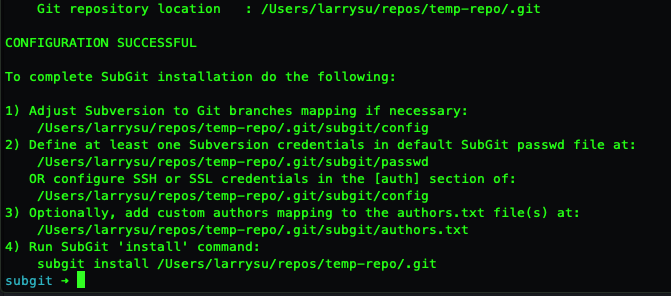 Git repository location   : /Users/larrysu/repos/temp-repo/.git
CONFIGURATION SUCCESSFUL
To complete SubGit installation do the following:
1) Adjust Subversion to Git branches mapping if necessary:
/Users/larrysu/repos/temp-repo/.git/subgit/config
2) Define at least one Subversion credentials in default SubGit passwd file at:
/Users/larrysu/repos/temp-repo/.git/subgit/passwd
OR configure SSH or SSL credentials in the [auth] section of:
/Users/larrysu/repos/temp-repo/.git/subgit/config
3) Optionally, add custom authors mapping to the authors.txt file(s) at:
/Users/larrysu/repos/temp-repo/.git/subgit/authors.txt
4) Run SubGit 'install' command:
subgit install /Users/larrysu/repos/temp-repo/.git
subgit ➜